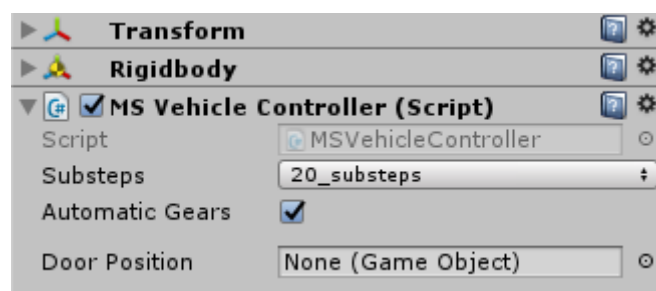 Transform
Rigidbody
MS Vehicle Controller (Script)
Script MSVehicleController
Substeps 20_substeps
Automatic Gears
Door Position None (Game Object)